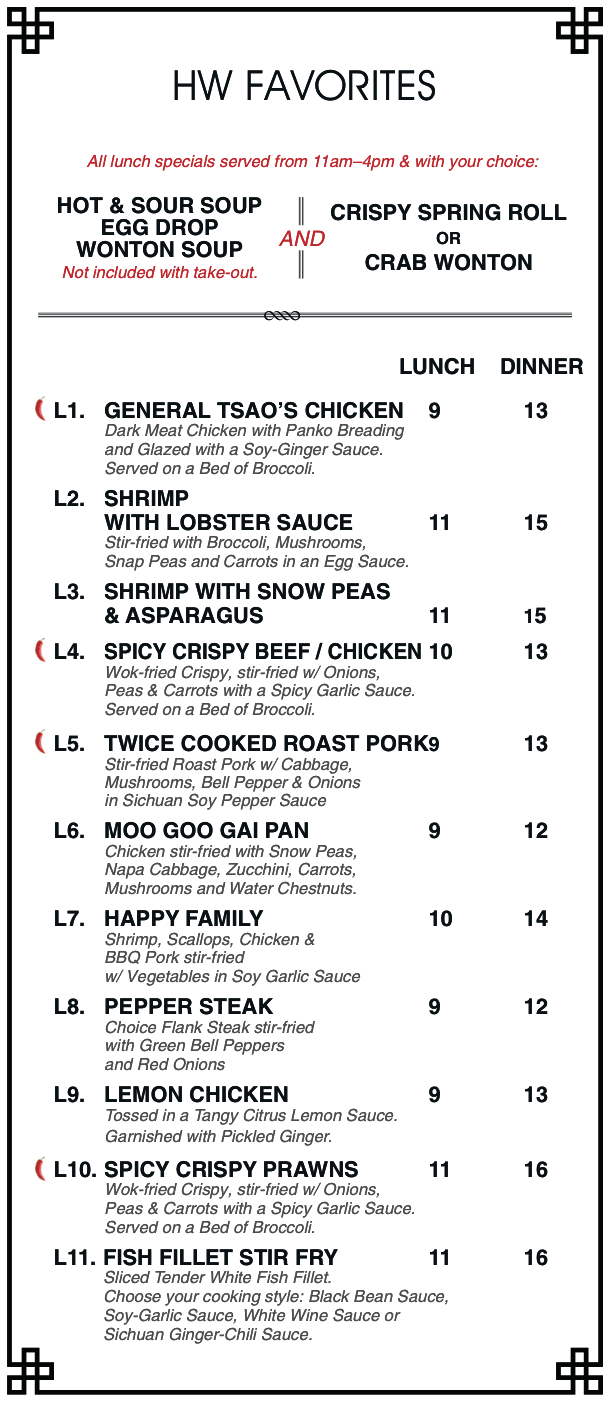 HW FAVORITES
All lunch specials served from 11am–4pm & with your choice:
HOT & SOUR SOUP
EGG DROP
WONTON SOUP
Not included with take-out.
AND
CRISPY SPRING ROLL
OR
CRAB WONTON
LUNCH DINNER
L1. GENERAL TSAO'S CHICKEN 9 13
Dark Meat Chicken with Panko Breading
and Glazed with a Soy-Ginger Sauce.
Served on a Bed of Broccoli.
L2. SHRIMP
WITH LOBSTER SAUCE 11 15
Stir-fried with Broccoli, Mushrooms,
Snap Peas and Carrots in an Egg Sauce.
L3. SHRIMP WITH SNOW PEAS
& ASPARAGUS 11 15
L4. SPICY CRISPY BEEF / CHICKEN 10 13
Wok-fried Crispy, stir-fried w/ Onions,
Peas & Carrots with a Spicy Garlic Sauce.
Served on a Bed of Broccoli.
L5. TWICE COOKED ROAST PORK 9 13
Stir-fried Roast Pork w/ Cabbage,
Mushrooms, Bell Pepper & Onions
in Sichuan Soy Pepper Sauce
L6. MOO GOO GAI PAN 9 12
Chicken stir-fried with Snow Peas,
Napa Cabbage, Zucchini, Carrots,
Mushrooms and Water Chestnuts.
L7. HAPPY FAMILY 10 14
Shrimp, Scallops, Chicken &
BBQ Pork stir-fried
w/ Vegetables in Soy Garlic Sauce
L8. PEPPER STEAK 9 12
Choice Flank Steak stir-fried
with Green Bell Peppers
and Red Onions
L9. LEMON CHICKEN 9 13
Tossed in a Tangy Citrus Lemon Sauce.
Garnished with Pickled Ginger.
L10. SPICY CRISPY PRAWNS 11 16
Wok-fried Crispy, stir-fried w/ Onions,
Peas & Carrots with a Spicy Garlic Sauce.
Served on a Bed of Broccoli.
L11. FISH FILLET STIR FRY 11 16
Sliced Tender White Fish Fillet.
Choose your cooking style: Black Bean Sauce,
Soy-Garlic Sauce, White Wine Sauce or
Sichuan Ginger-Chili Sauce.